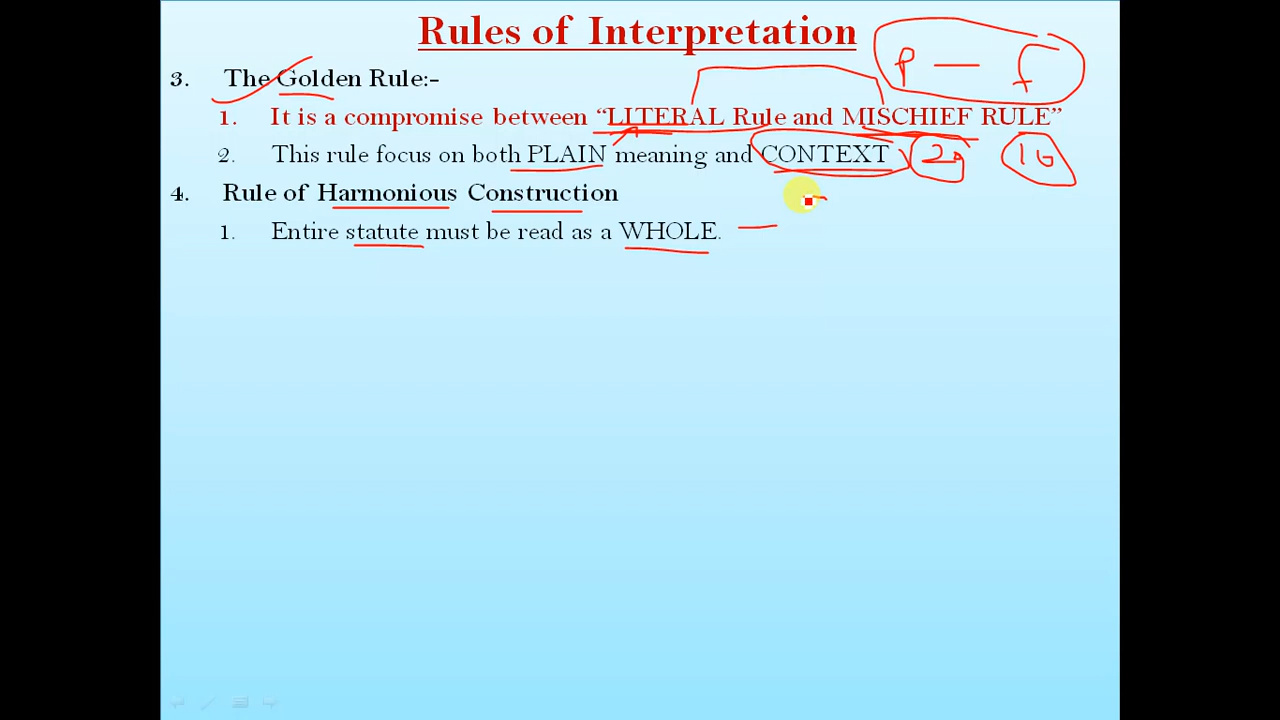 Rules of Interpretation
P — f
3. The Golden Rule:-
1. It is a compromise between “LITERAL Rule and MISCHIEF RULE”
2. This rule focus on both PLAIN meaning and CONTEXT
4. Rule of Harmonious Construction
1. Entire statute must be read as a WHOLE.